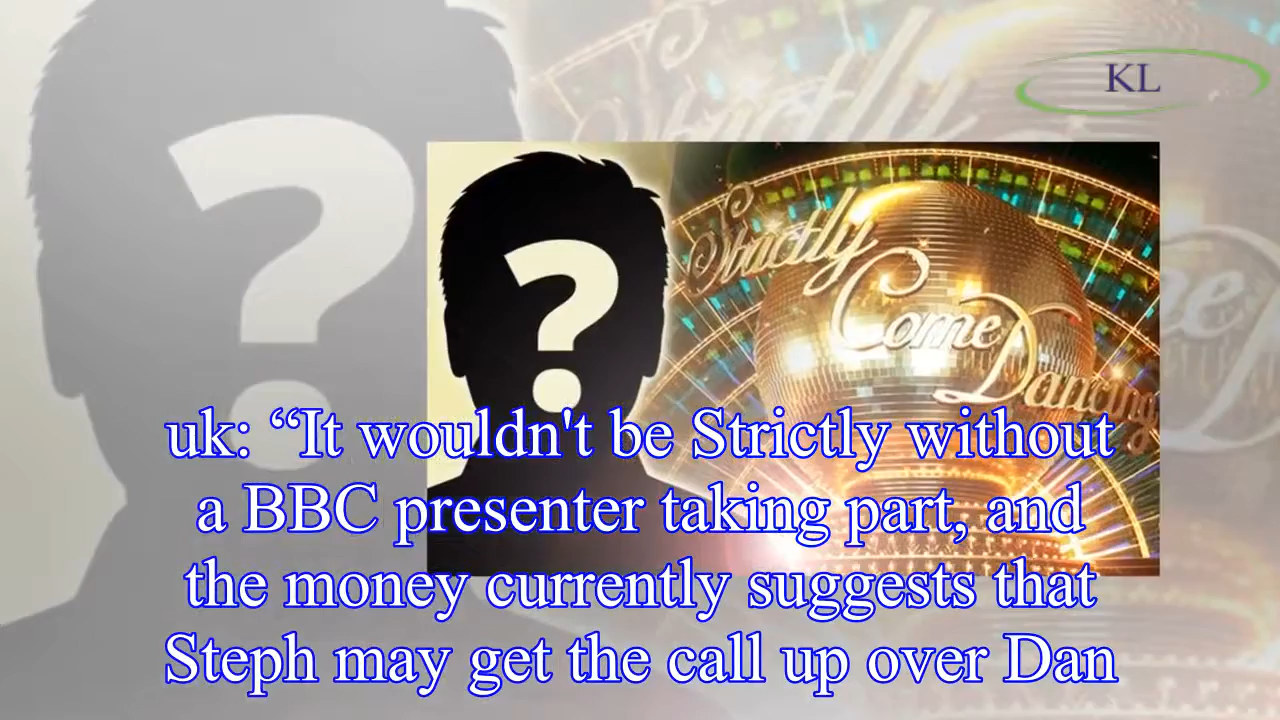 KL
?
?
Strictly
Come
Dancing
uk: “It wouldn't be Strictly without
a BBC presenter taking part, and
the money currently suggests that
Steph may get the call up over Dan